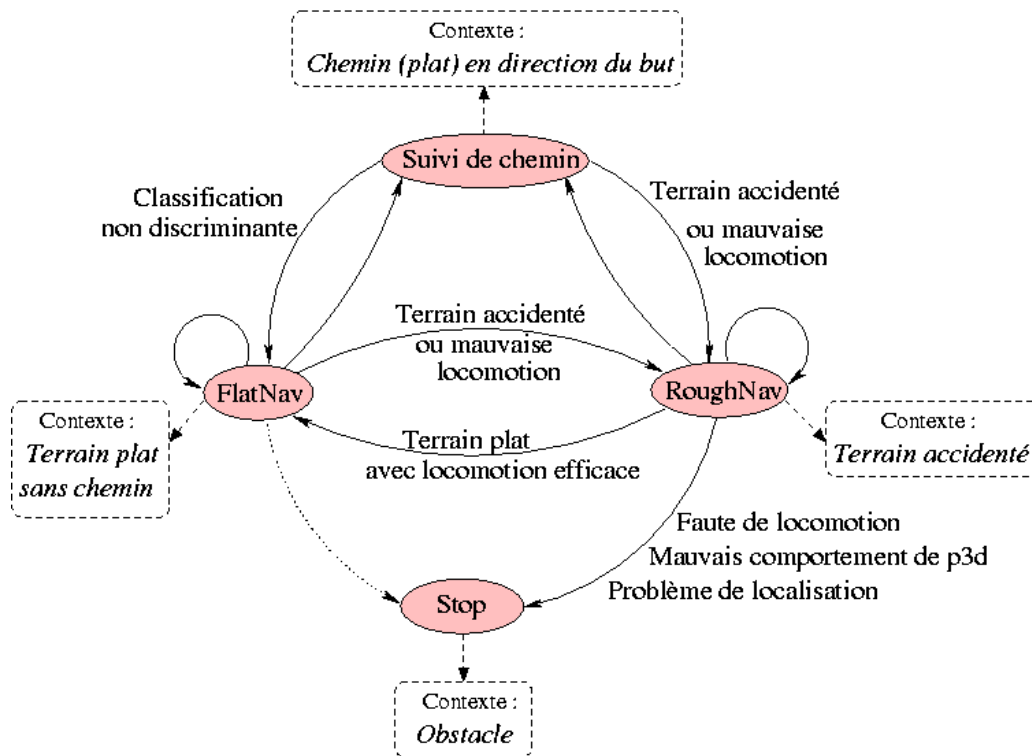 Contexte :
Chemin (plat) en direction du but
Suivi de chemin
Classification
non discriminante
Terrain accidenté
ou mauvaise
locomotion
Terrain accidenté
ou mauvaise
locomotion
FlatNav
RoughNav
Contexte :
Terrain plat
sans chemin
Terrain plat
avec locomotion efficace
Contexte :
Terrain accidenté
Faute de locomotion
Mauvais comportement de p3d
Problème de localisation
Stop
Contexte :
Obstacle